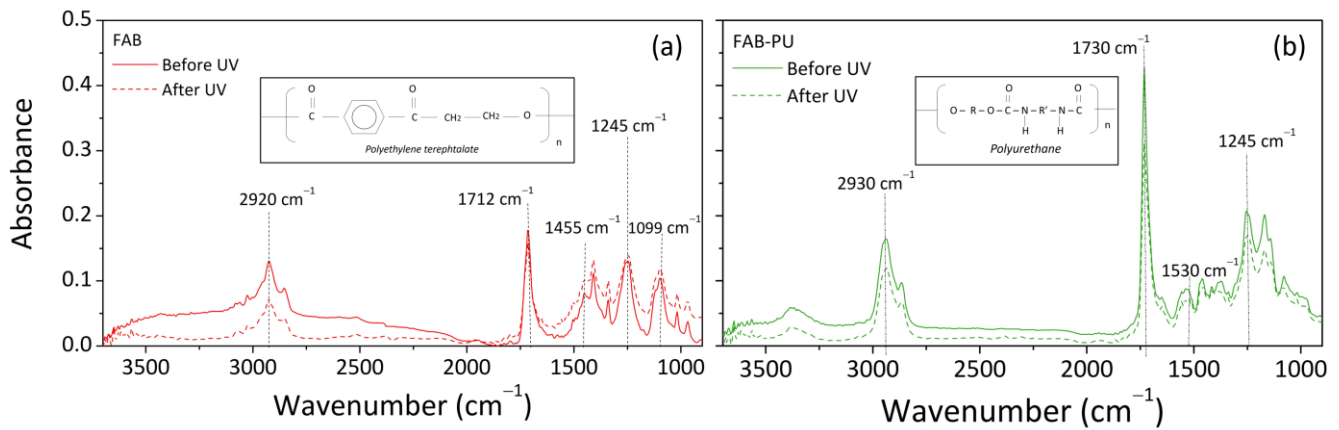 FAB
(a)
Before UV
After UV
O O
C C CH2 CH2 O
n
Polyethylene terephtalate
2920 cm−1
1712 cm−1
1455 cm−1
1245 cm−1
1099 cm−1
0.5
0.4
0.3
0.2
0.1
0.0
Absorbance
3500 3000 2500 2000 1500 1000
Wavenumber (cm−1)
FAB-PU
(b)
Before UV
After UV
1730 cm−1
O O
O R O C N R' N C
H H
n
Polyurethane
2930 cm−1
1245 cm−1
1530 cm−1
3500 3000 2500 2000 1500 1000
Wavenumber (cm−1)